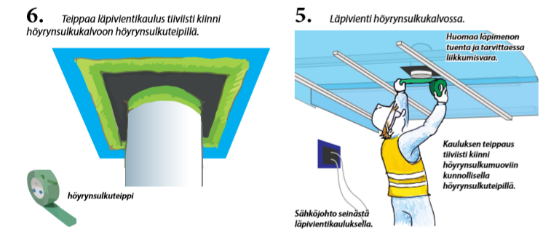 6. Teippaa läpivientikaulus tiiviisti kiinni
höyrynsulkukalvoon höyrynsulkuteipillä.
höyrynsulkuteippi
5. Läpivienti höyrynsulkukalvossa.
Huomaa läpimenon
tuenta ja tarvittaessa
liikkumisvara.
Kauluksen teippaus
tiiviisti kiinni
höyrynsulkumuoviin
kunnollisella
höyrynsulkuteipillä.
Sähköjohto seinästä
läpivientikauluksella.